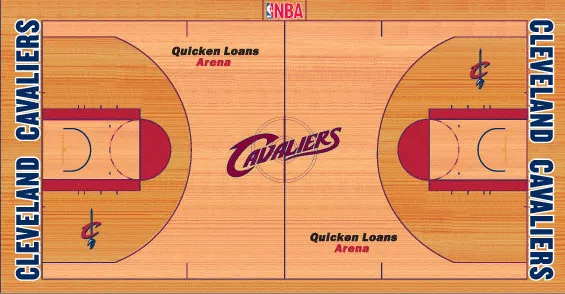 NBA
CLEVELAND CAVALIERS
Quicken Loans
Arena
CAVALIERS
Quicken Loans
Arena
CLEVELAND CAVALIERS
C
C